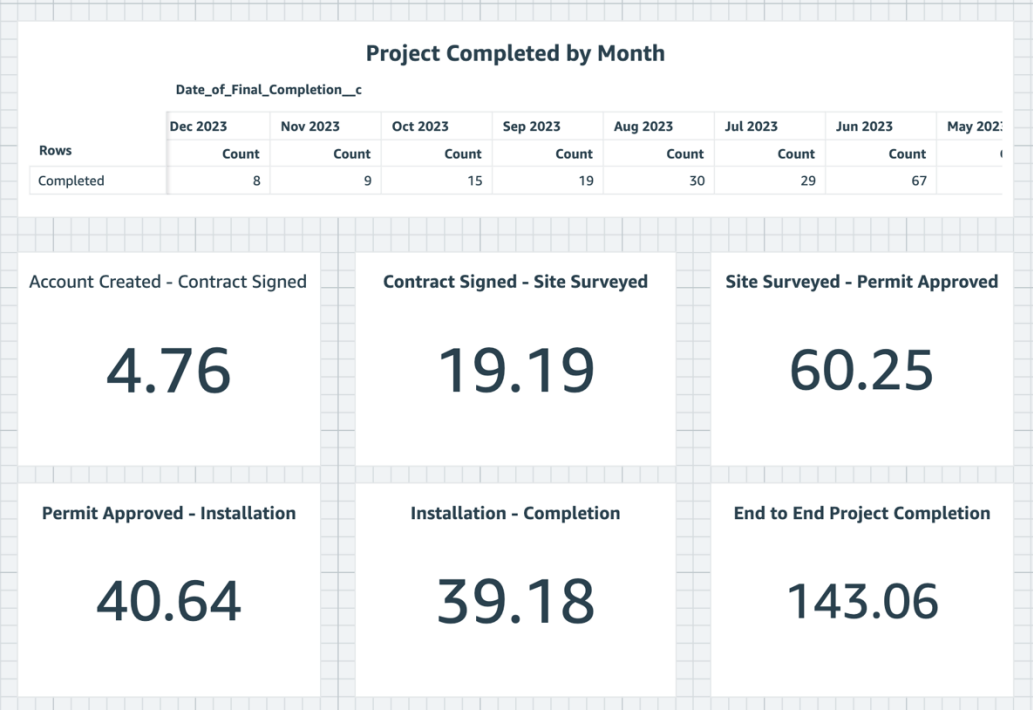 Project Completed by Month
Date_of_Final_Completion__c
Dec 2023 Nov 2023 Oct 2023 Sep 2023 Aug 2023 Jul 2023 Jun 2023 May 202
Rows Count Count Count Count Count Count Count
Completed 8 9 15 19 30 29 67
Account Created - Contract Signed Contract Signed - Site Surveyed Site Surveyed - Permit Approved
4.76 19.19 60.25
Permit Approved - Installation Installation - Completion End to End Project Completion
40.64 39.18 143.06